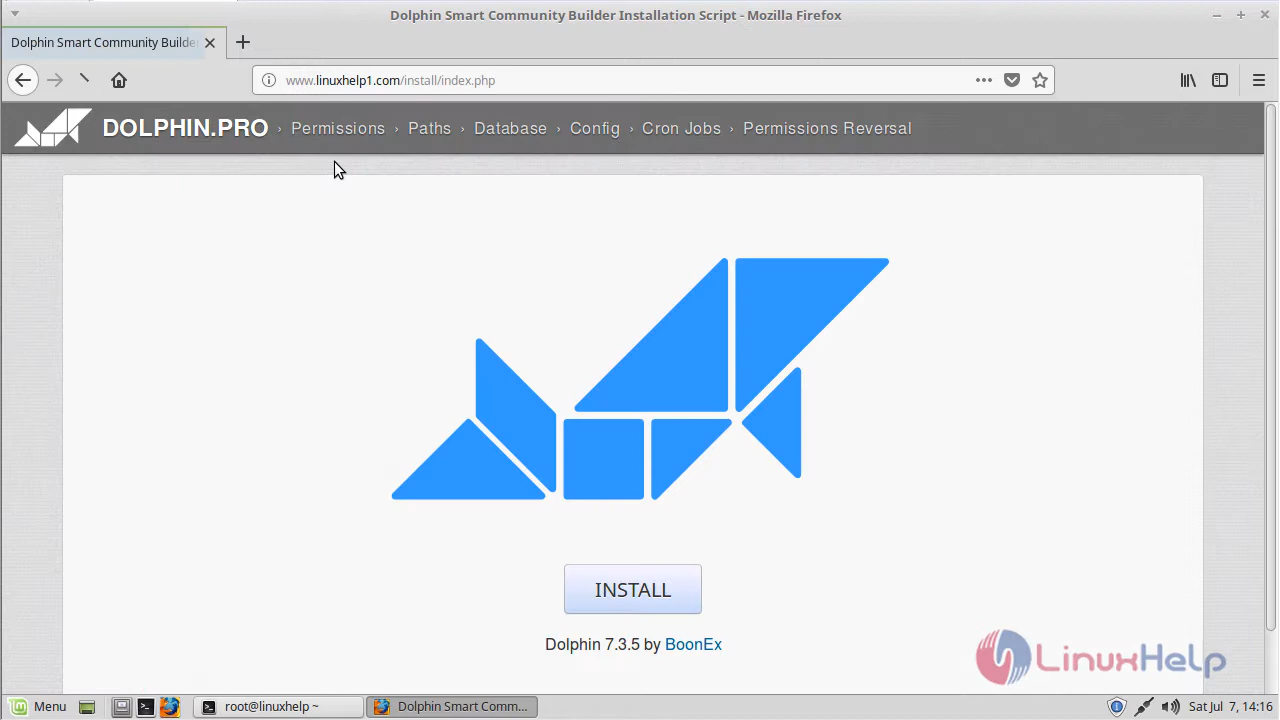 Dolphin Smart Community Builder Installation Script - Mozilla Firefox
Dolphin Smart Community Builde
www.linuxhelp1.com/install/index.php
DOLPHIN.PRO › Permissions › Paths › Database › Config › Cron Jobs › Permissions Reversal
INSTALL
Dolphin 7.3.5 by BoonEx
LinuxHelp
Menu
root@linuxhelp ~
Dolphin Smart Comm...
Sat Jul 7, 14:16